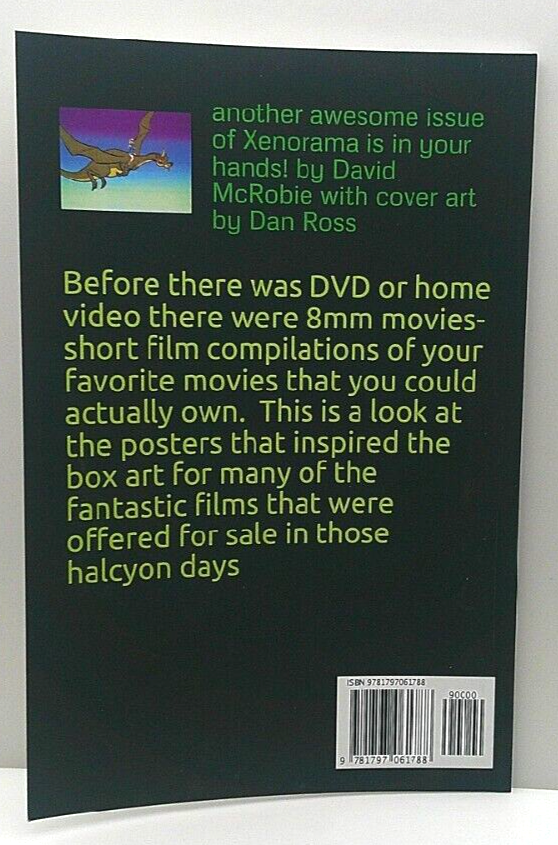 another awesome issue
of Xenorama is in your
hands! by David
McRobie with cover art
by Dan Ross
Before there was DVD or home
video there were 8mm movies-
short film compilations of your
favorite movies that you could
actually own.  This is a look at
the posters that inspired the
box art for many of the
fantastic films that were
offered for sale in those
halcyon days
ISBN 9781797061788
90000
9 781797 061788